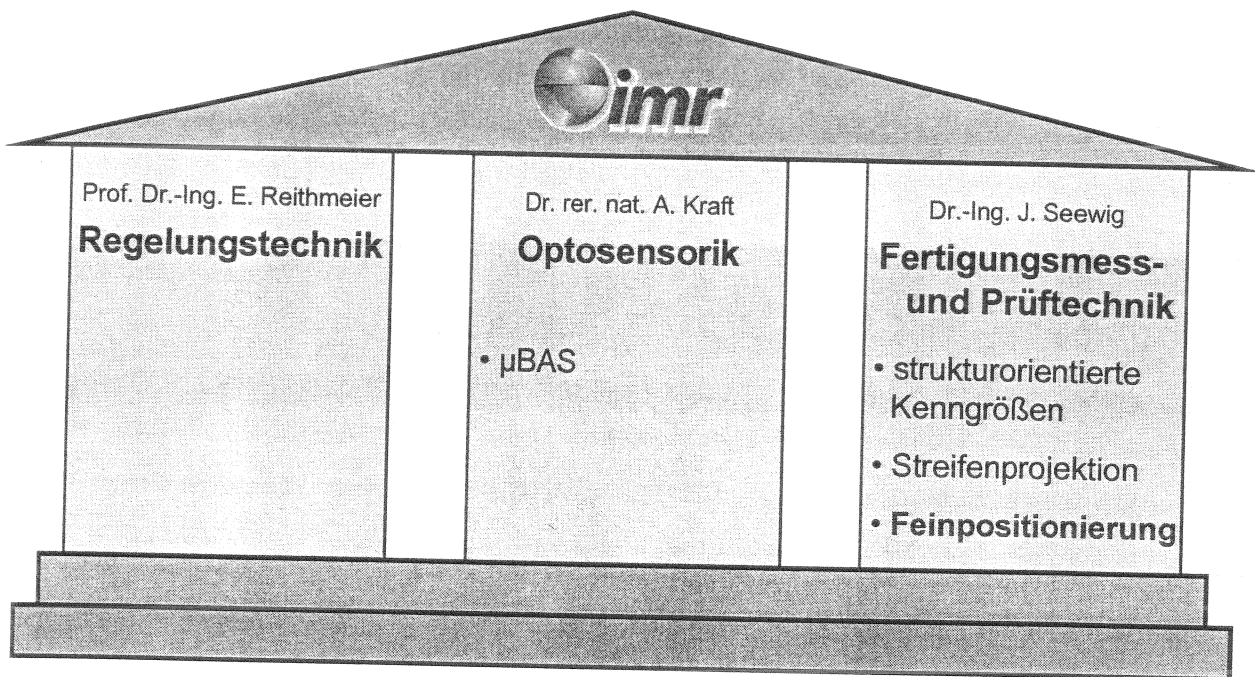 imr
Prof. Dr.-Ing. E. Reithmeier
Regelungstechnik
Dr. rer. nat. A. Kraft
Optosensorik
• µBAS
Dr.-Ing. J. Seewig
Fertigungsmess-
und Prüftechnik
• strukturorientierte
Kenngrößen
• Streifenprojektion
• Feinpositionierung